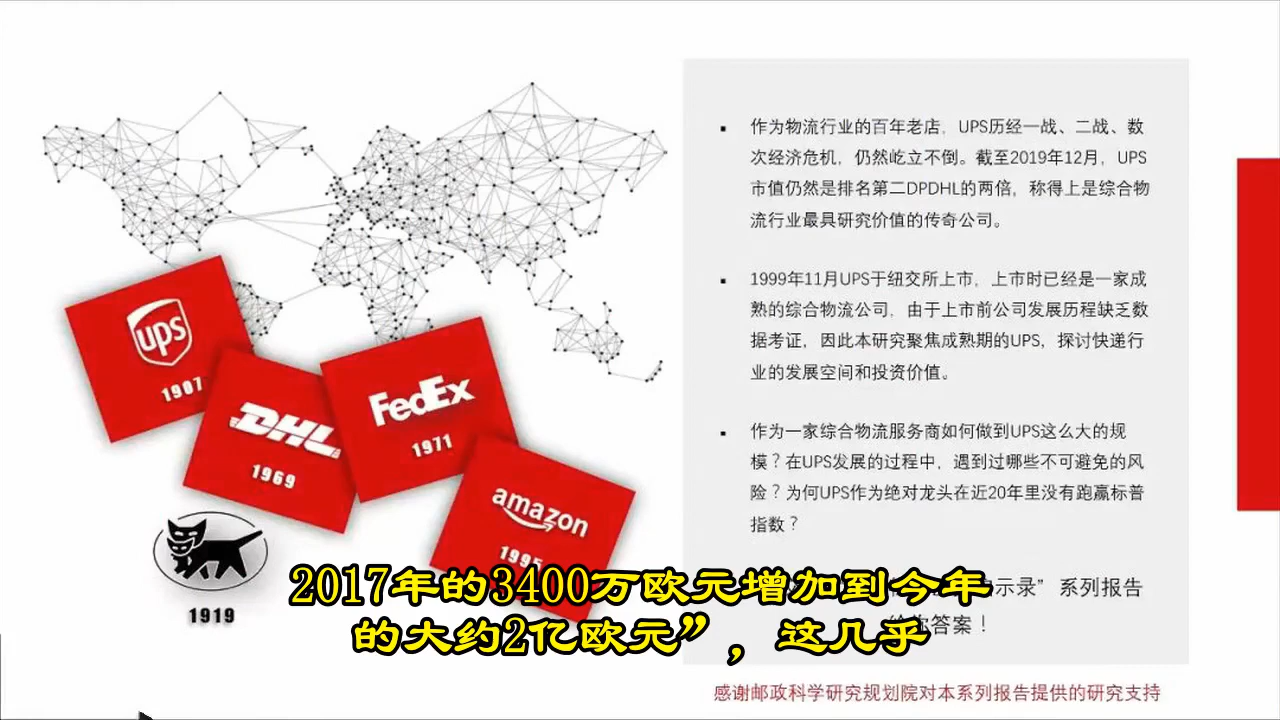 ups
1907
DHL
1969
FedEx
1971
amazon
1995
1919
▪ 作为物流行业的百年老店，UPS历经一战、二战、数
次经济危机，仍然屹立不倒。截至2019年12月，UPS
市值仍然是排名第二DPDHL的两倍，称得上是综合物
流行业最具研究价值的传奇公司。
▪ 1999年11月UPS于纽交所上市，上市时已经是一家成
熟的综合物流公司，由于上市前公司发展历程缺乏数
据考证，因此本研究聚焦成熟期的UPS，探讨快递行
业的发展空间和投资价值。
▪ 作为一家综合物流服务商如何做到UPS这么大的规
模？在UPS发展的过程中，遇到过哪些不可避免的风
险？为何UPS作为绝对龙头在近20年里没有跑赢标普
指数？
示录” 系列报告
答案！
2017年的3400万欧元增加到今年
的大约2亿欧元”，这几乎
感谢邮政科学研究规划院对本系列报告提供的研究支持